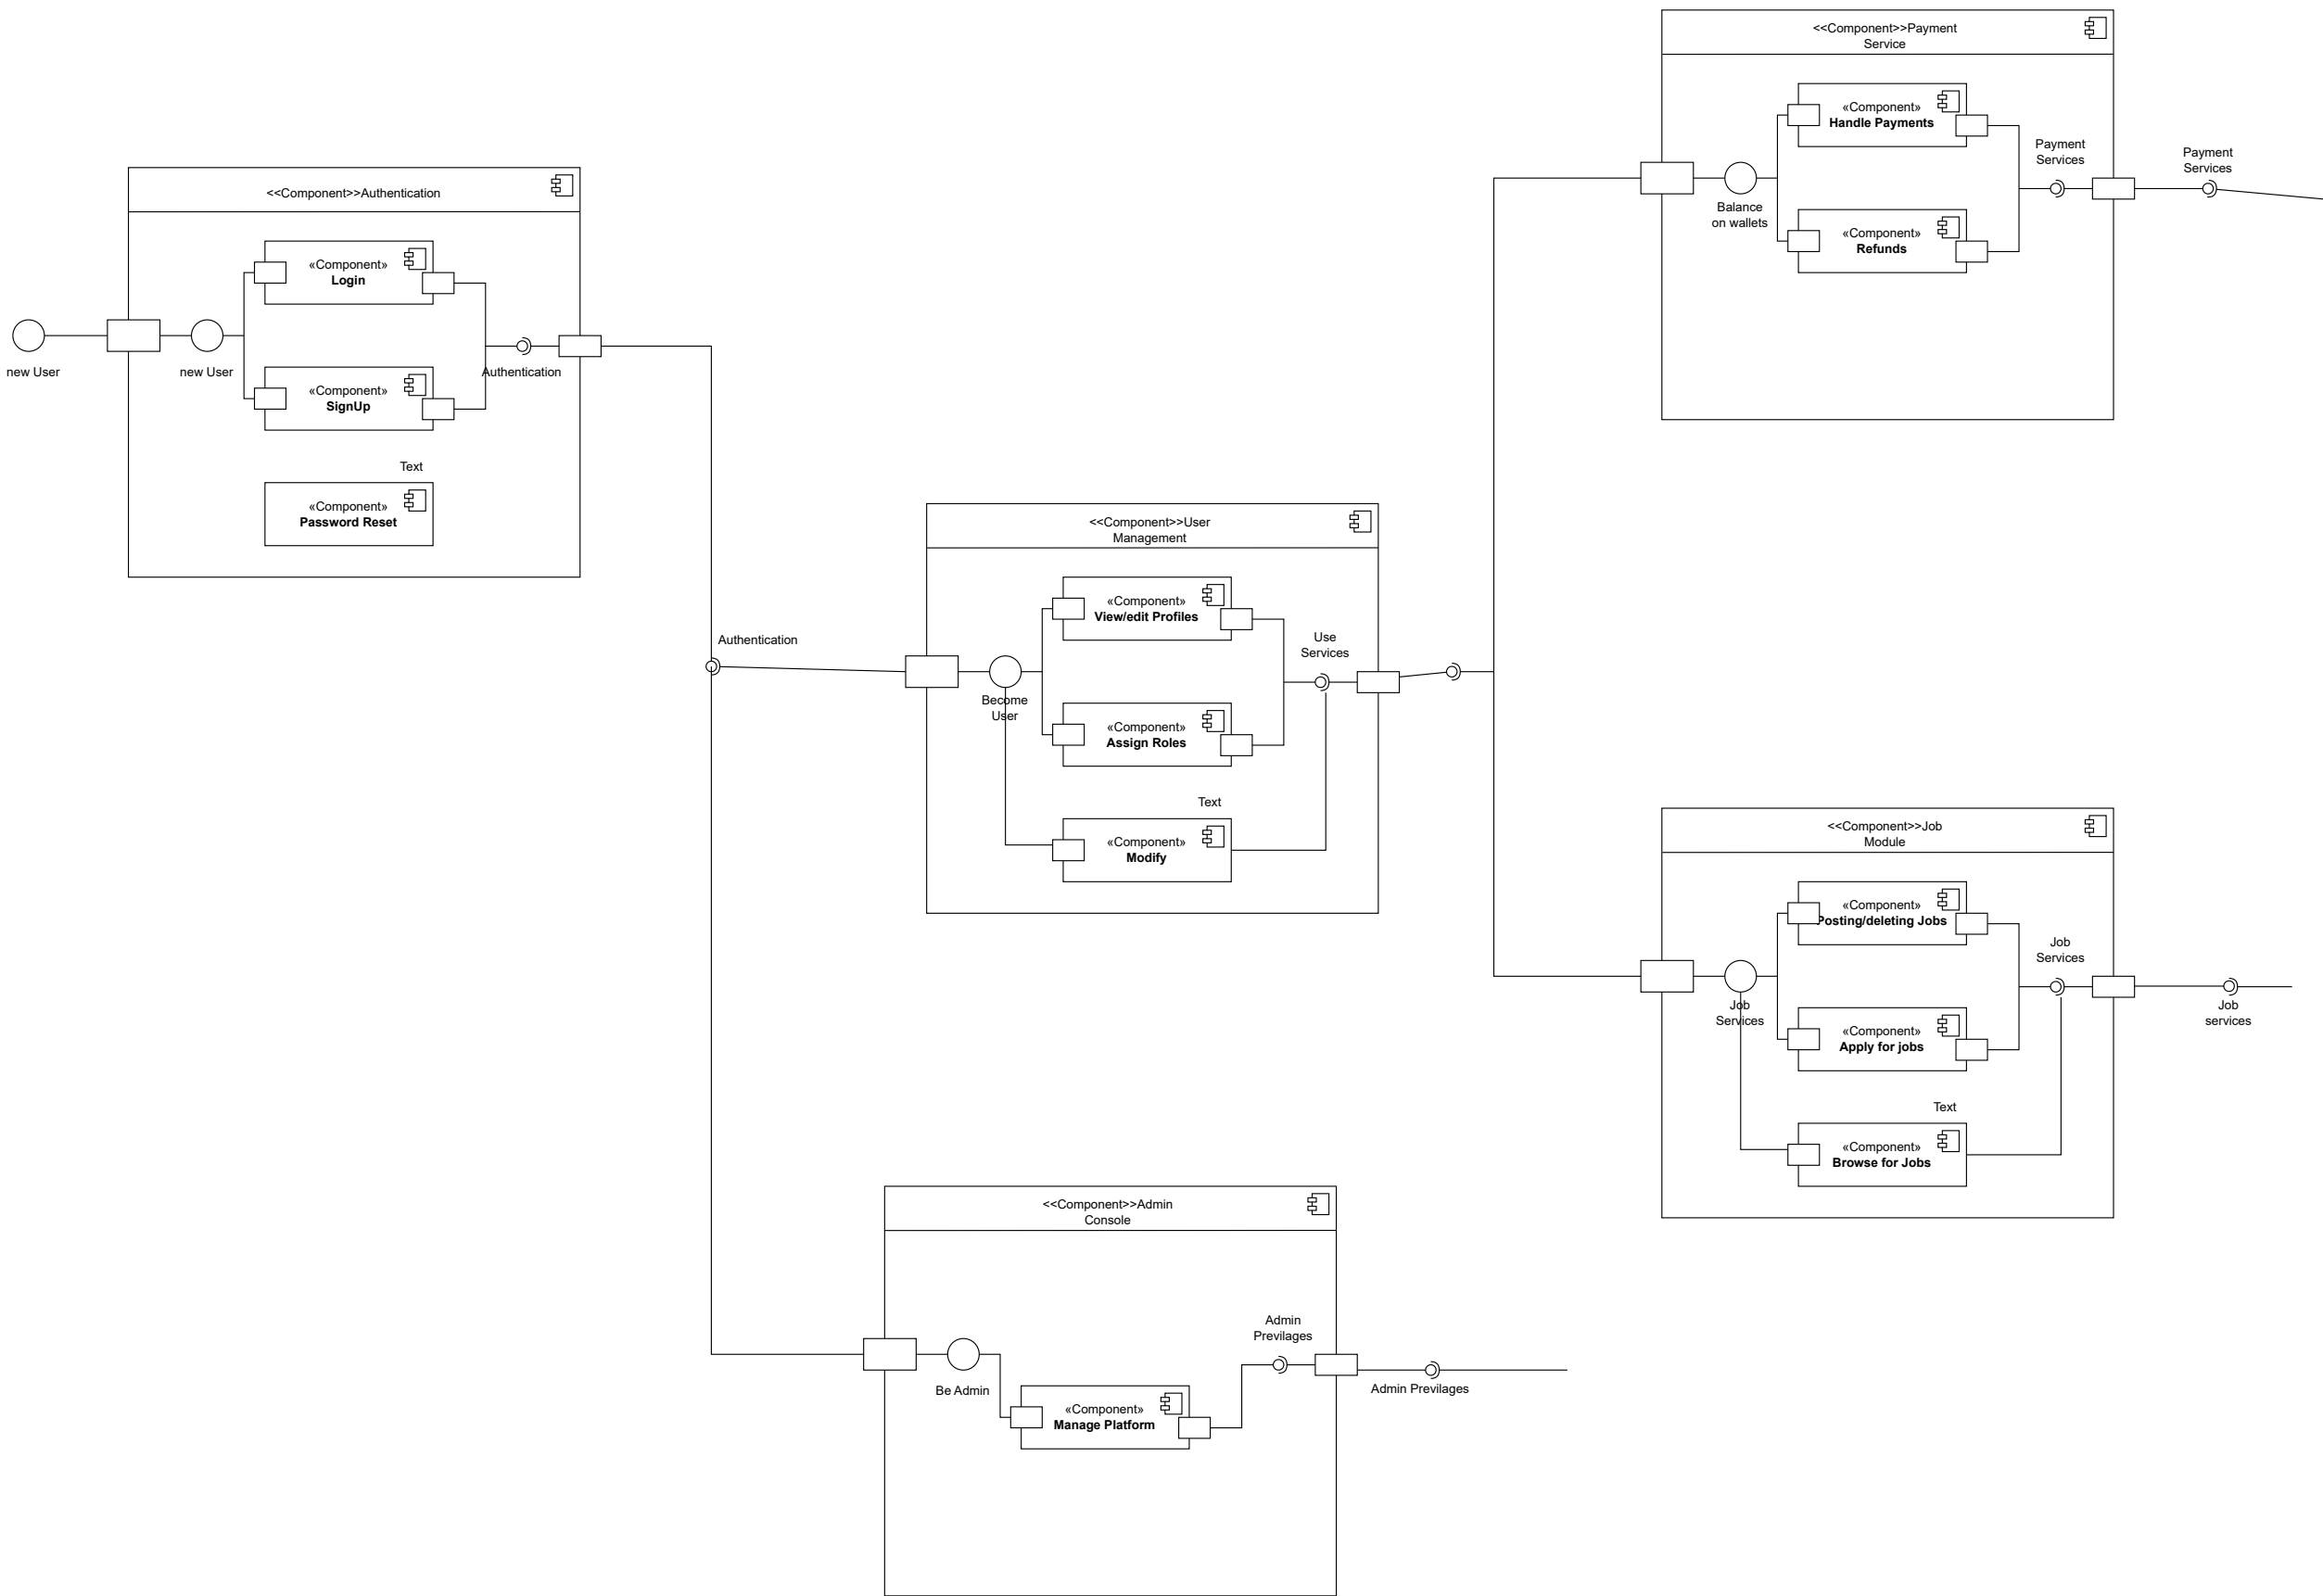 <<Component>>Payment
Service
«Component»
Handle Payments
Payment
Services
Payment
Services
Balance
on wallets
«Component»
Refunds
<<Component>>Authentication
«Component»
Login
new User
new User
Authentication
«Component»
SignUp
Text
«Component»
Password Reset
<<Component>>User
Management
«Component»
View/edit Profiles
Authentication
Use
Services
Become
User
«Component»
Assign Roles
Text
«Component»
Modify
<<Component>>Job
Module
«Component»
Posting/deleting Jobs
Job
Services
Job
Services
Job
services
«Component»
Apply for jobs
Text
«Component»
Browse for Jobs
<<Component>>Admin
Console
Admin
Previlages
Be Admin
Admin Previlages
«Component»
Manage Platform